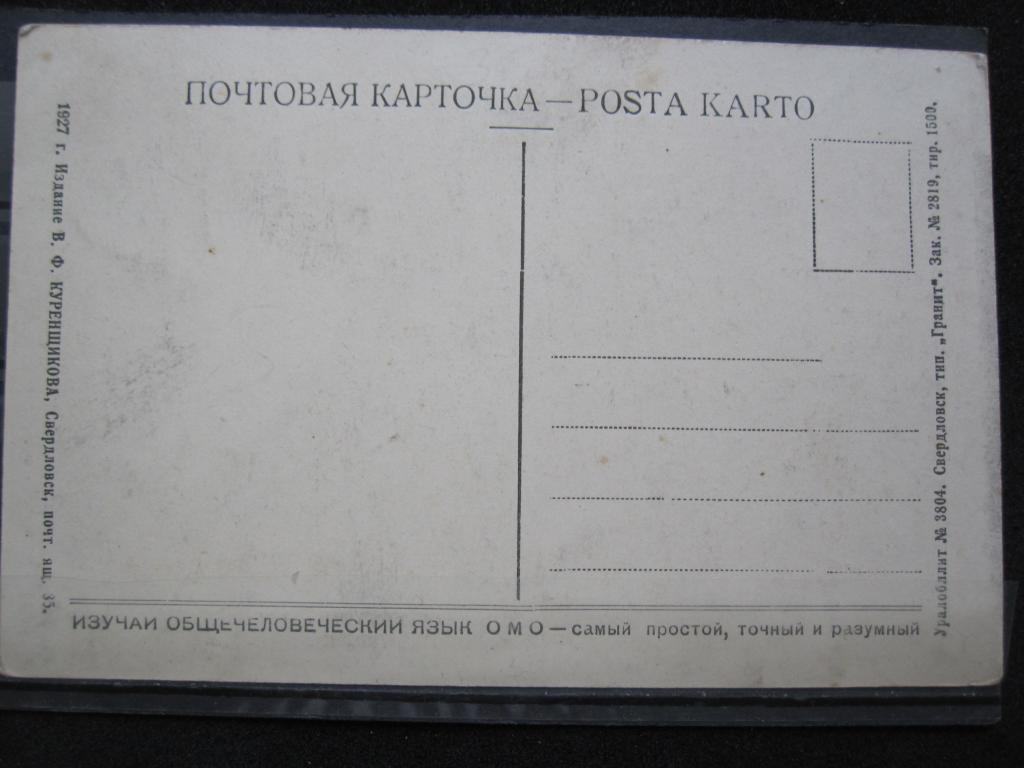 ПОЧТОВАЯ КАРТОЧКА — POSTA KARTO
1927 г. Издание В. Ф. КУРЕНЩИКОВА, Свердловск, почт. ящ. 35.
Уралобллит № 3804. Свердловск, тип. „Гранит". Зак. № 2819, тир. 1500.
ИЗУЧАЙ ОБЩЕЧЕЛОВЕЧЕСКИЙ ЯЗЫК ОМО — самый простой, точный и разумный